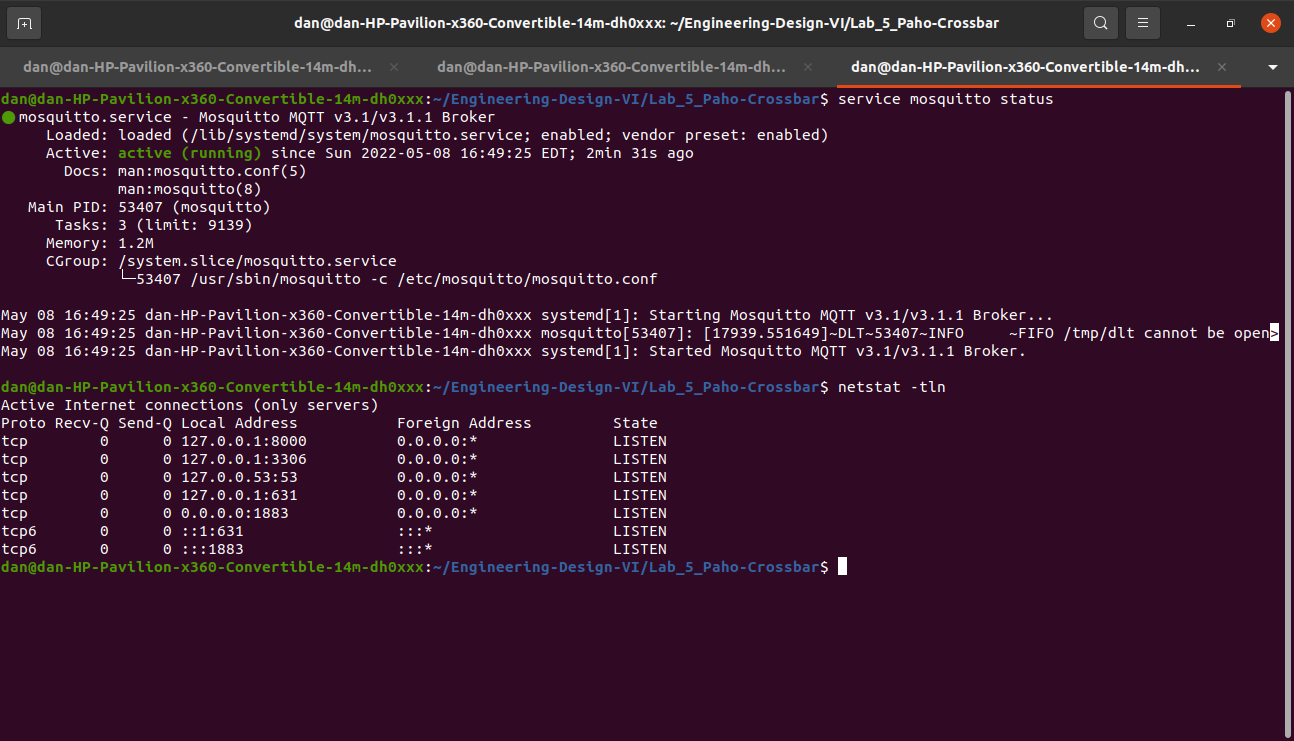 dan@dan-HP-Pavilion-x360-Convertible-14m-dh0xxx: ~/Engineering-Design-VI/Lab_5_Paho-Crossbar
dan@dan-HP-Pavilion-x360-Convertible-14m-dh... × dan@dan-HP-Pavilion-x360-Convertible-14m-dh... × dan@dan-HP-Pavilion-x360-Convertible-14m-dh... ×
dan@dan-HP-Pavilion-x360-Convertible-14m-dh0xxx:~/Engineering-Design-VI/Lab_5_Paho-Crossbar$ service mosquitto status
● mosquitto.service - Mosquitto MQTT v3.1/v3.1.1 Broker
     Loaded: loaded (/lib/systemd/system/mosquitto.service; enabled; vendor preset: enabled)
     Active: active (running) since Sun 2022-05-08 16:49:25 EDT; 2min 31s ago
       Docs: man:mosquitto.conf(5)
             man:mosquitto(8)
   Main PID: 53407 (mosquitto)
      Tasks: 3 (limit: 9139)
     Memory: 1.2M
     CGroup: /system.slice/mosquitto.service
             └─53407 /usr/sbin/mosquitto -c /etc/mosquitto/mosquitto.conf
May 08 16:49:25 dan-HP-Pavilion-x360-Convertible-14m-dh0xxx systemd[1]: Starting Mosquitto MQTT v3.1/v3.1.1 Broker...
May 08 16:49:25 dan-HP-Pavilion-x360-Convertible-14m-dh0xxx mosquitto[53407]: [17939.551649]~DLT~53407~INFO     ~FIFO /tmp/dlt cannot be open>
May 08 16:49:25 dan-HP-Pavilion-x360-Convertible-14m-dh0xxx systemd[1]: Started Mosquitto MQTT v3.1/v3.1.1 Broker.
dan@dan-HP-Pavilion-x360-Convertible-14m-dh0xxx:~/Engineering-Design-VI/Lab_5_Paho-Crossbar$ netstat -tln
Active Internet connections (only servers)
Proto Recv-Q Send-Q Local Address           Foreign Address         State
tcp        0      0 127.0.0.1:8000          0.0.0.0:*               LISTEN
tcp        0      0 127.0.0.1:3306          0.0.0.0:*               LISTEN
tcp        0      0 127.0.0.53:53           0.0.0.0:*               LISTEN
tcp        0      0 127.0.0.1:631           0.0.0.0:*               LISTEN
tcp        0      0 0.0.0.0:1883            0.0.0.0:*               LISTEN
tcp6       0      0 ::1:631                 :::*                    LISTEN
tcp6       0      0 :::1883                 :::*                    LISTEN
dan@dan-HP-Pavilion-x360-Convertible-14m-dh0xxx:~/Engineering-Design-VI/Lab_5_Paho-Crossbar$